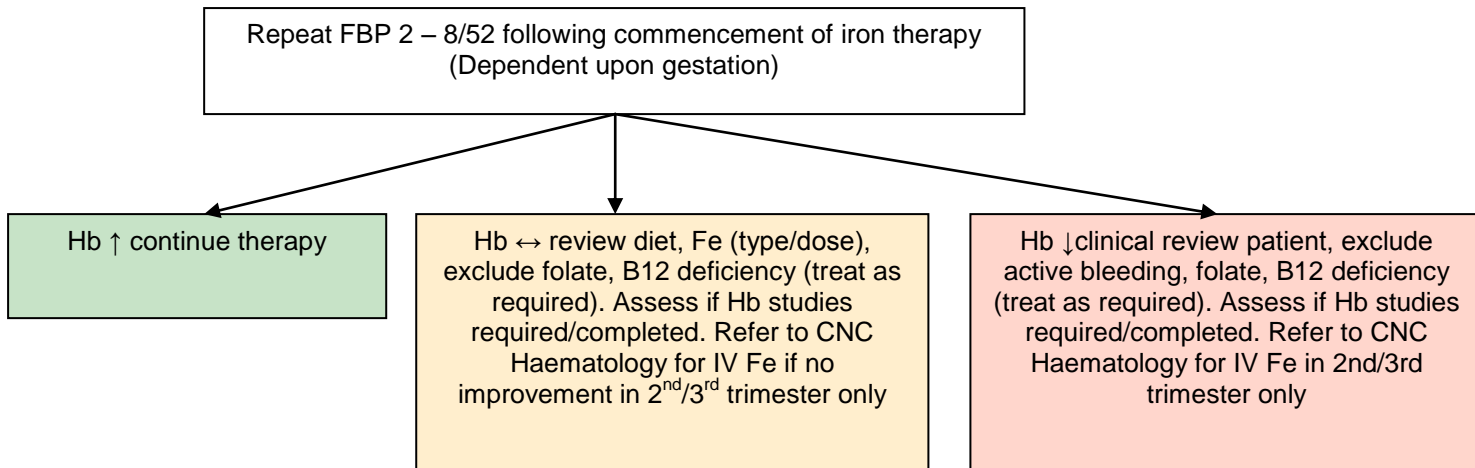 Repeat FBP 2 – 8/52 following commencement of iron therapy
(Dependent upon gestation)
Hb ↑ continue therapy
Hb ↔ review diet, Fe (type/dose),
exclude folate, B12 deficiency (treat as
required). Assess if Hb studies
required/completed. Refer to CNC
Haematology for IV Fe if no
improvement in 2nd/3rd trimester only
Hb ↓clinical review patient, exclude
active bleeding, folate, B12 deficiency
(treat as required). Assess if Hb studies
required/completed. Refer to CNC
Haematology for IV Fe in 2nd/3rd
trimester only